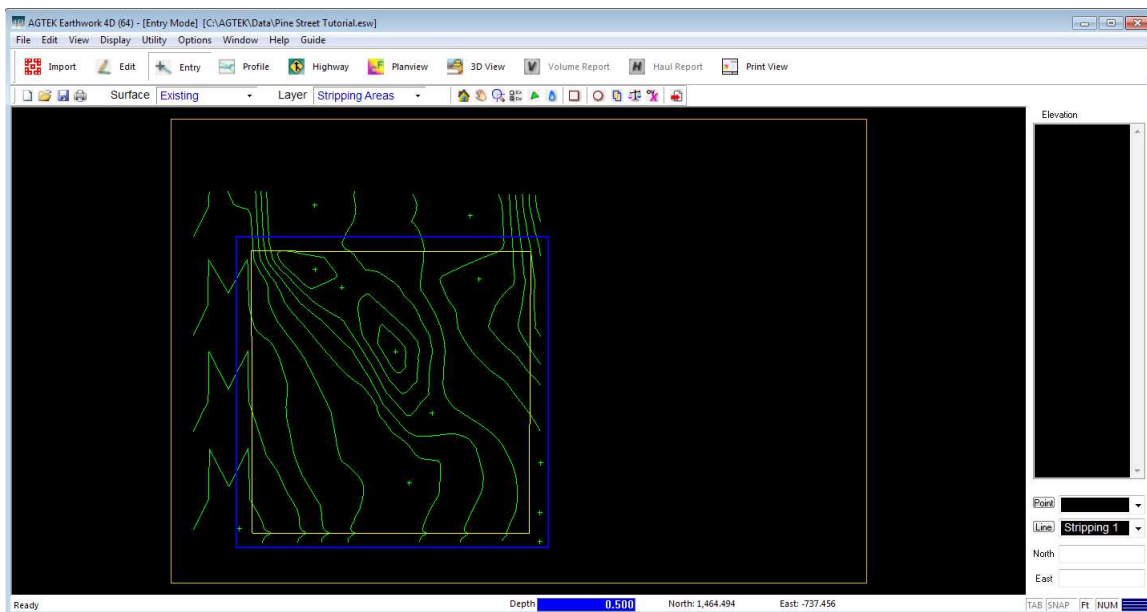 AGTEK Earthwork 4D (64) - [Entry Mode] [C:\AGTEK\Data\Pine Street Tutorial.esw]
File Edit View Display Utility Options Window Help Guide
Import Edit Entry Profile Highway Planview 3D View Volume Report Haul Report Print View
Surface Existing Layer Stripping Areas
Elevation
Point
Line Stripping 1
North
East
Ready Depth 0.500 North: 1,464.494 East: -737.456 TAB SNAP Ft NUM